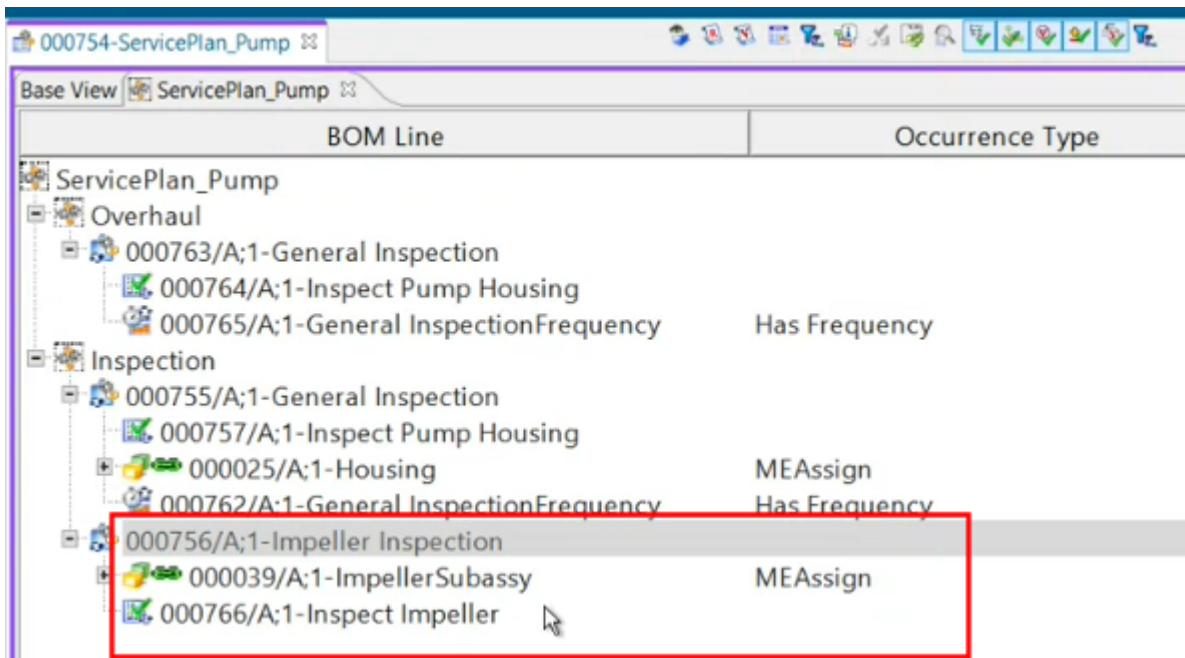 000754-ServicePlan_Pump
Base View ServicePlan_Pump
BOM Line Occurrence Type
ServicePlan_Pump
Overhaul
000763/A;1-General Inspection
000764/A;1-Inspect Pump Housing
000765/A;1-General InspectionFrequency Has Frequency
Inspection
000755/A;1-General Inspection
000757/A;1-Inspect Pump Housing
000025/A;1-Housing MEAssign
000762/A;1-General InspectionFrequency Has Frequency
000756/A;1-Impeller Inspection
000039/A;1-ImpellerSubassy MEAssign
000766/A;1-Inspect Impeller